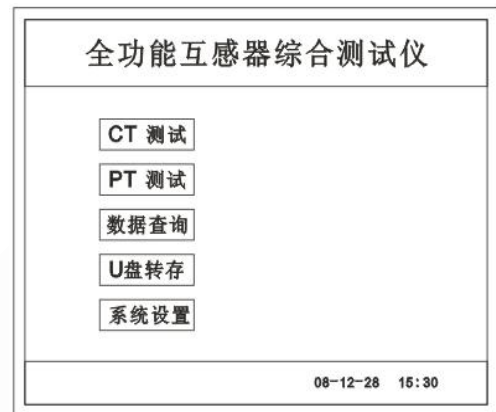 全功能互感器综合测试仪
CT 测试
PT 测试
数据查询
U盘转存
系统设置
08-12-28 15:30